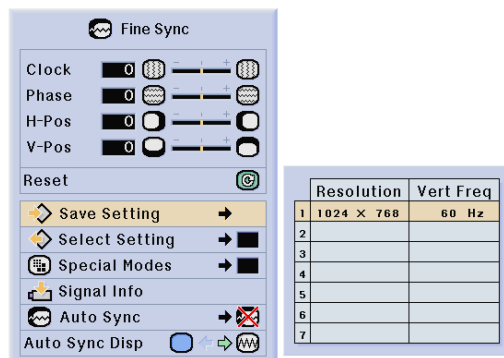 Fine Sync
Clock 0 - +
Phase 0 - +
H-Pos 0 - +
V-Pos 0 - +
Reset
Save Setting
Select Setting
Special Modes
Signal Info
Auto Sync
Auto Sync Disp
Resolution Vert Freq
1 1024 × 768 60 Hz
2
3
4
5
6
7